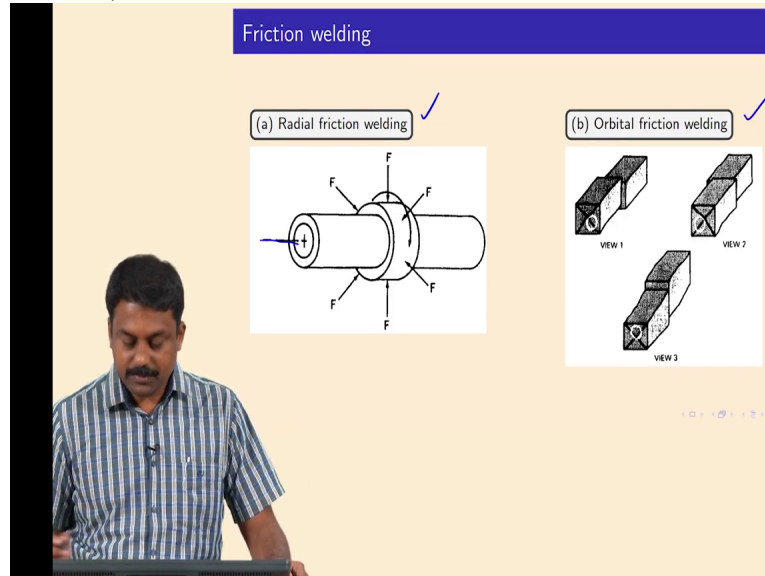 Friction welding
(a) Radial friction welding
(b) Orbital friction welding
F
F
F
F
F
F
VIEW 1
VIEW 2
VIEW 3